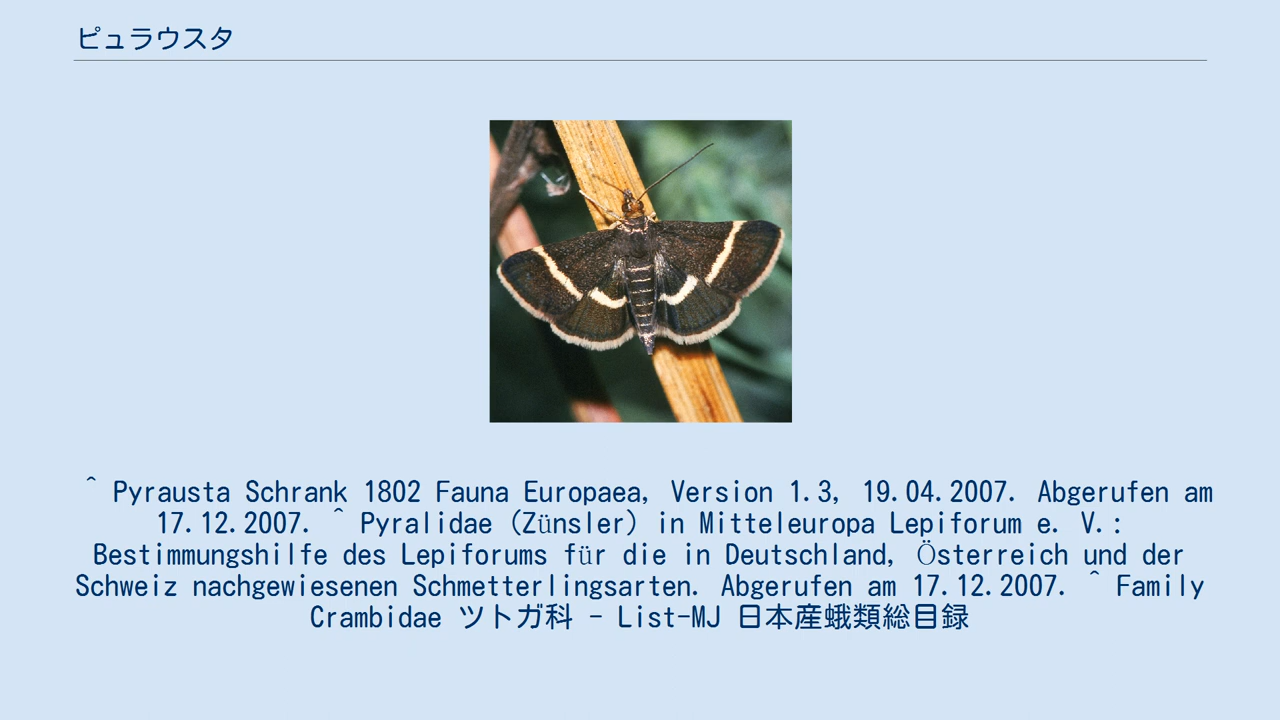 ピュラウスタ
^ Pyrausta Schrank 1802 Fauna Europaea, Version 1.3, 19.04.2007. Abgerufen am
17.12.2007. ^ Pyralidae (Zünsler) in Mitteleuropa Lepiforum e. V.:
Bestimmungshilfe des Lepiforums für die in Deutschland, Österreich und der
Schweiz nachgewiesenen Schmetterlingsarten. Abgerufen am 17.12.2007. ^ Family
Crambidae ツトガ科 - List-MJ 日本産蛾類総目録